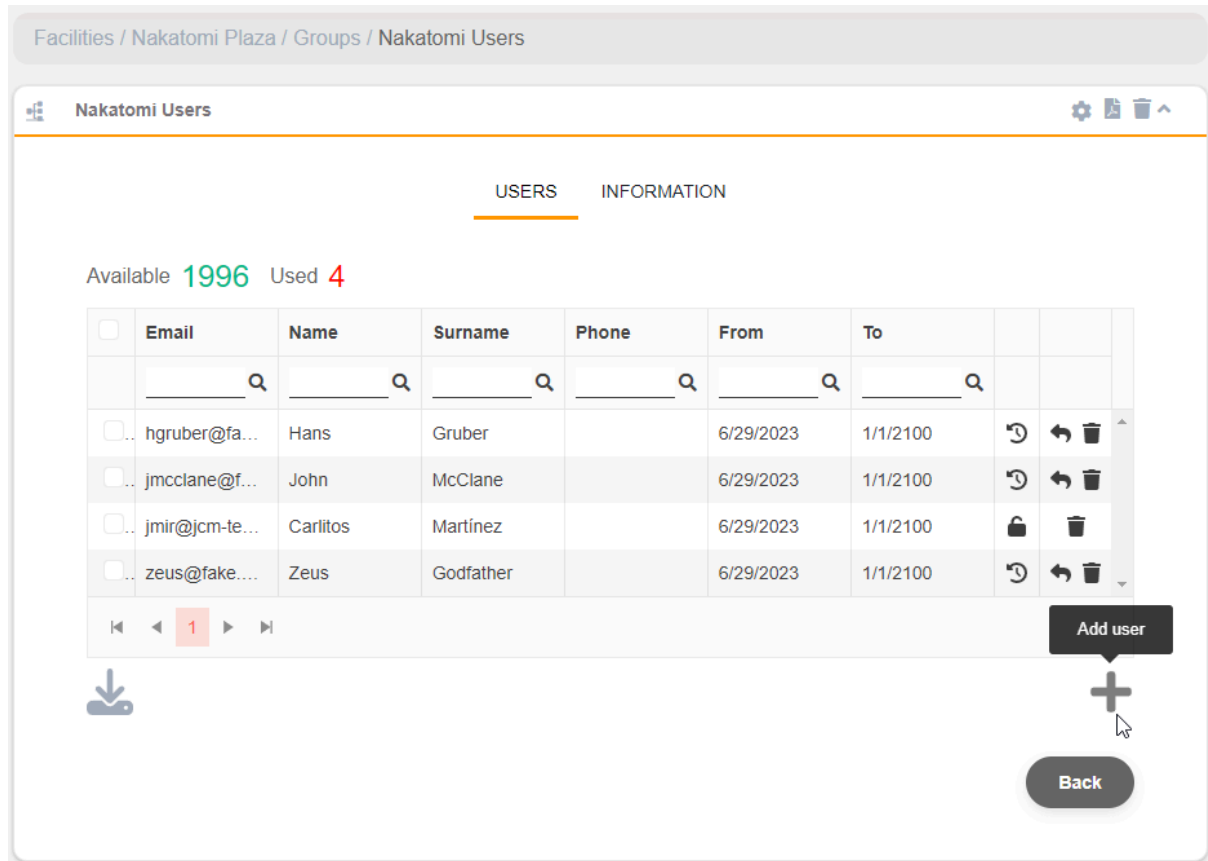 Facilities / Nakatomi Plaza / Groups / Nakatomi Users
Nakatomi Users
USERS INFORMATION
Available 1996 Used 4
Email Name Surname Phone From To
hgruber@fa... Hans Gruber 6/29/2023 1/1/2100
jmcclane@f... John McClane 6/29/2023 1/1/2100
jmir@jcm-te... Carlitos Martínez 6/29/2023 1/1/2100
zeus@fake.... Zeus Godfather 6/29/2023 1/1/2100
1
Add user
Back